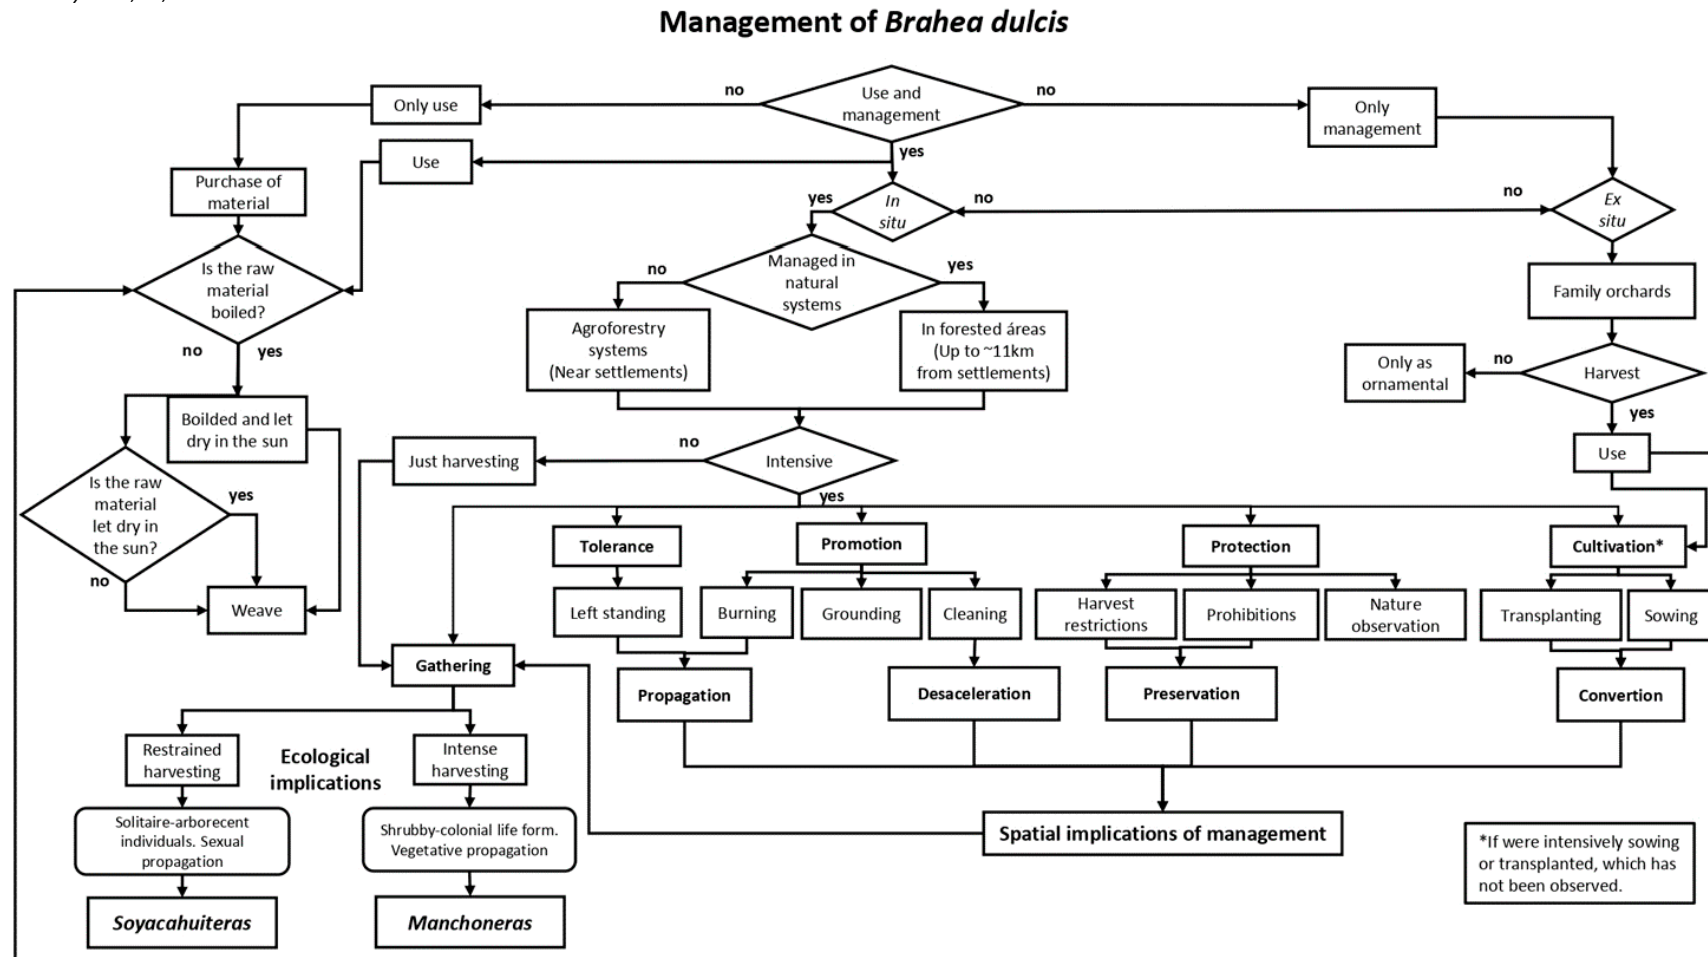 Management of Brahea dulcis
no
Use and
management
no
Only use
Only
management
yes
Use
Purchase of
material
yes
In
situ
no
no
Ex
situ
Is the raw
material
boiled?
no
Managed in
natural
systems
yes
Family orchards
no
yes
Agroforestry
systems
(Near settlements)
In forested áreas
(Up to ~11km
from settlements)
Only as
ornamental
no
Harvest
yes
Boilded and let
dry in the sun
Just harvesting
no
Intensive
yes
Use
Is the raw
material
let dry in
the sun?
yes
no
Weave
Tolerance
Promotion
Protection
Cultivation*
Left standing
Burning
Grounding
Cleaning
Harvest
restrictions
Prohibitions
Nature
observation
Transplanting
Sowing
Gathering
Propagation
Desaceleration
Preservation
Convertion
Restrained
harvesting
Ecological
implications
Intense
harvesting
Solitaire-arborecent
individuals. Sexual
propagation
Shrubby-colonial life form.
Vegetative propagation
Spatial implications of management
*If were intensively sowing
or transplanted, which has
not been observed.
Soyacahuiteras
Manchoneras